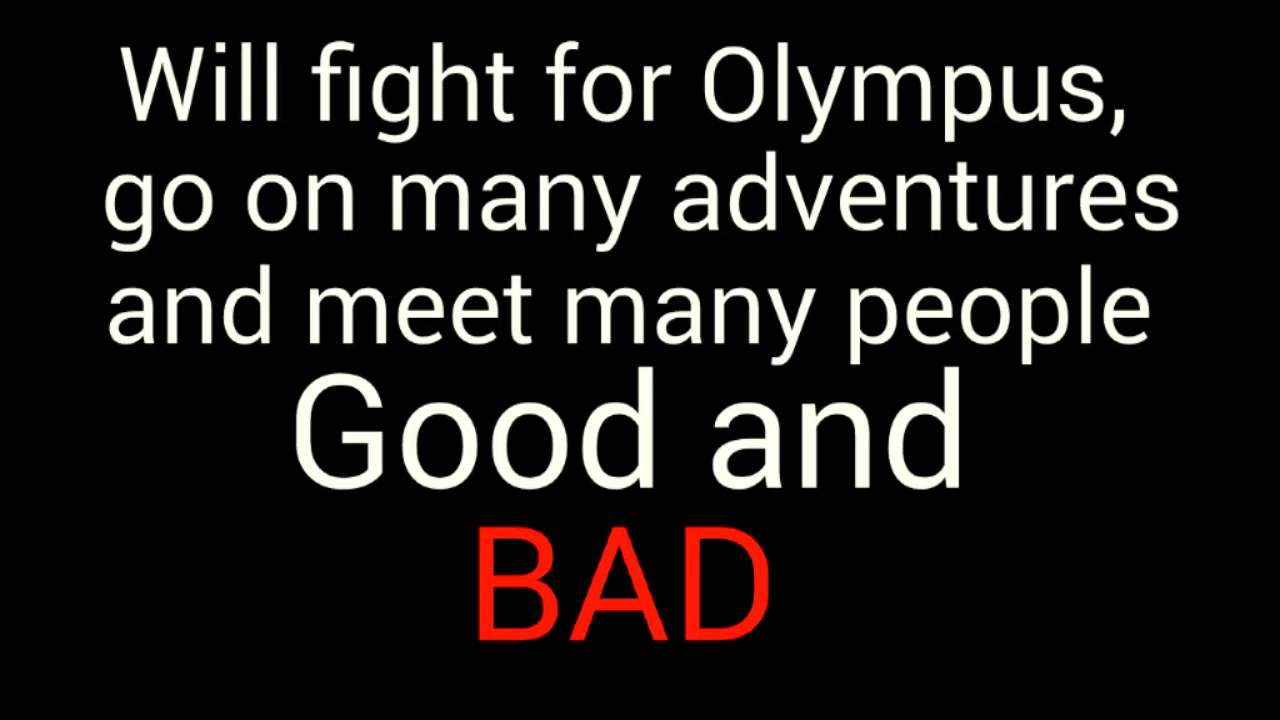 Will fight for Olympus,
go on many adventures
and meet many people
Good and
BAD